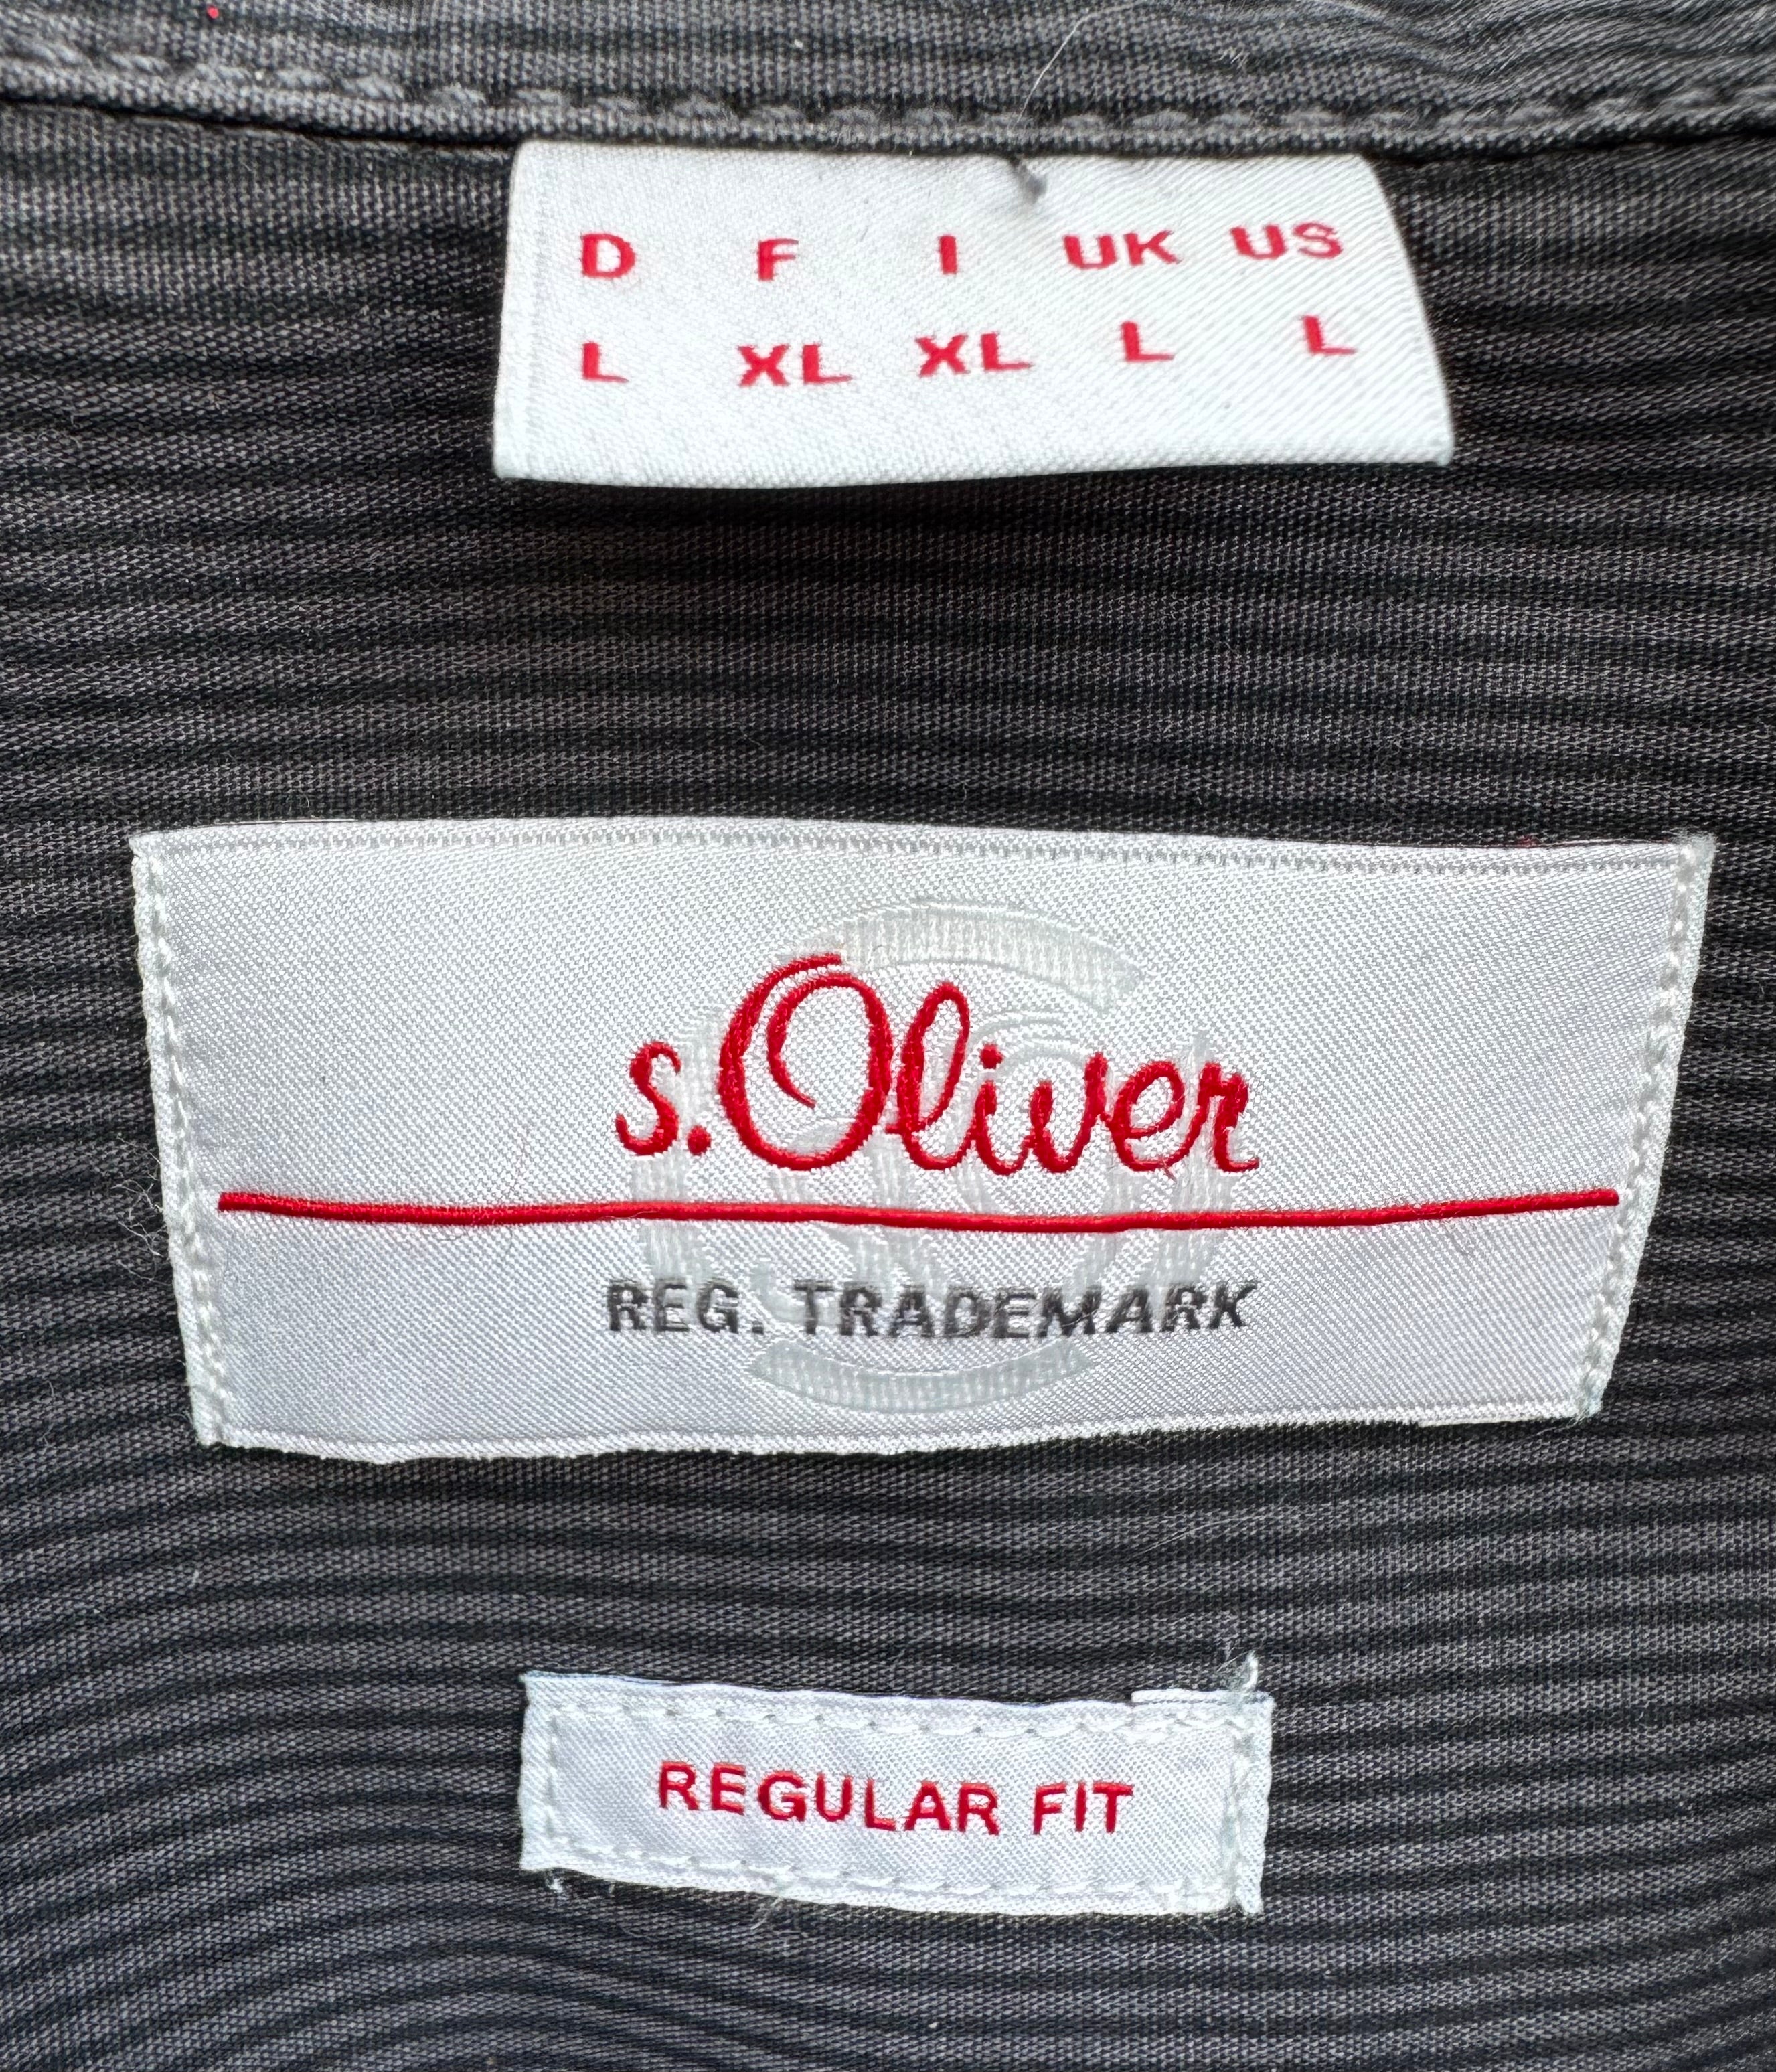 D F I UK US
L XL XL L L
s.Oliver
REG. TRADEMARK
REGULAR FIT